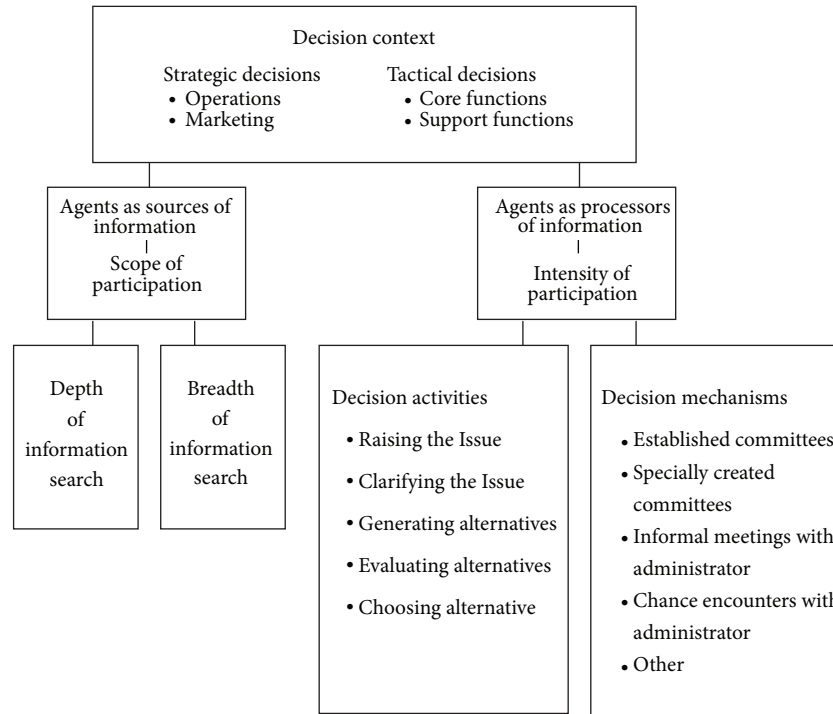 Decision context
Strategic decisions
• Operations
• Marketing
Tactical decisions
• Core functions
• Support functions
Agents as sources of
information
Scope of
participation
Agents as processors
of information
Intensity of
participation
Depth
of
information
search
Breadth
of
information
search
Decision activities
• Raising the Issue
• Clarifying the Issue
• Generating alternatives
• Evaluating alternatives
• Choosing alternative
Decision mechanisms
• Established committees
• Specially created
committees
• Informal meetings with
administrator
• Chance encounters with
administrator
• Other